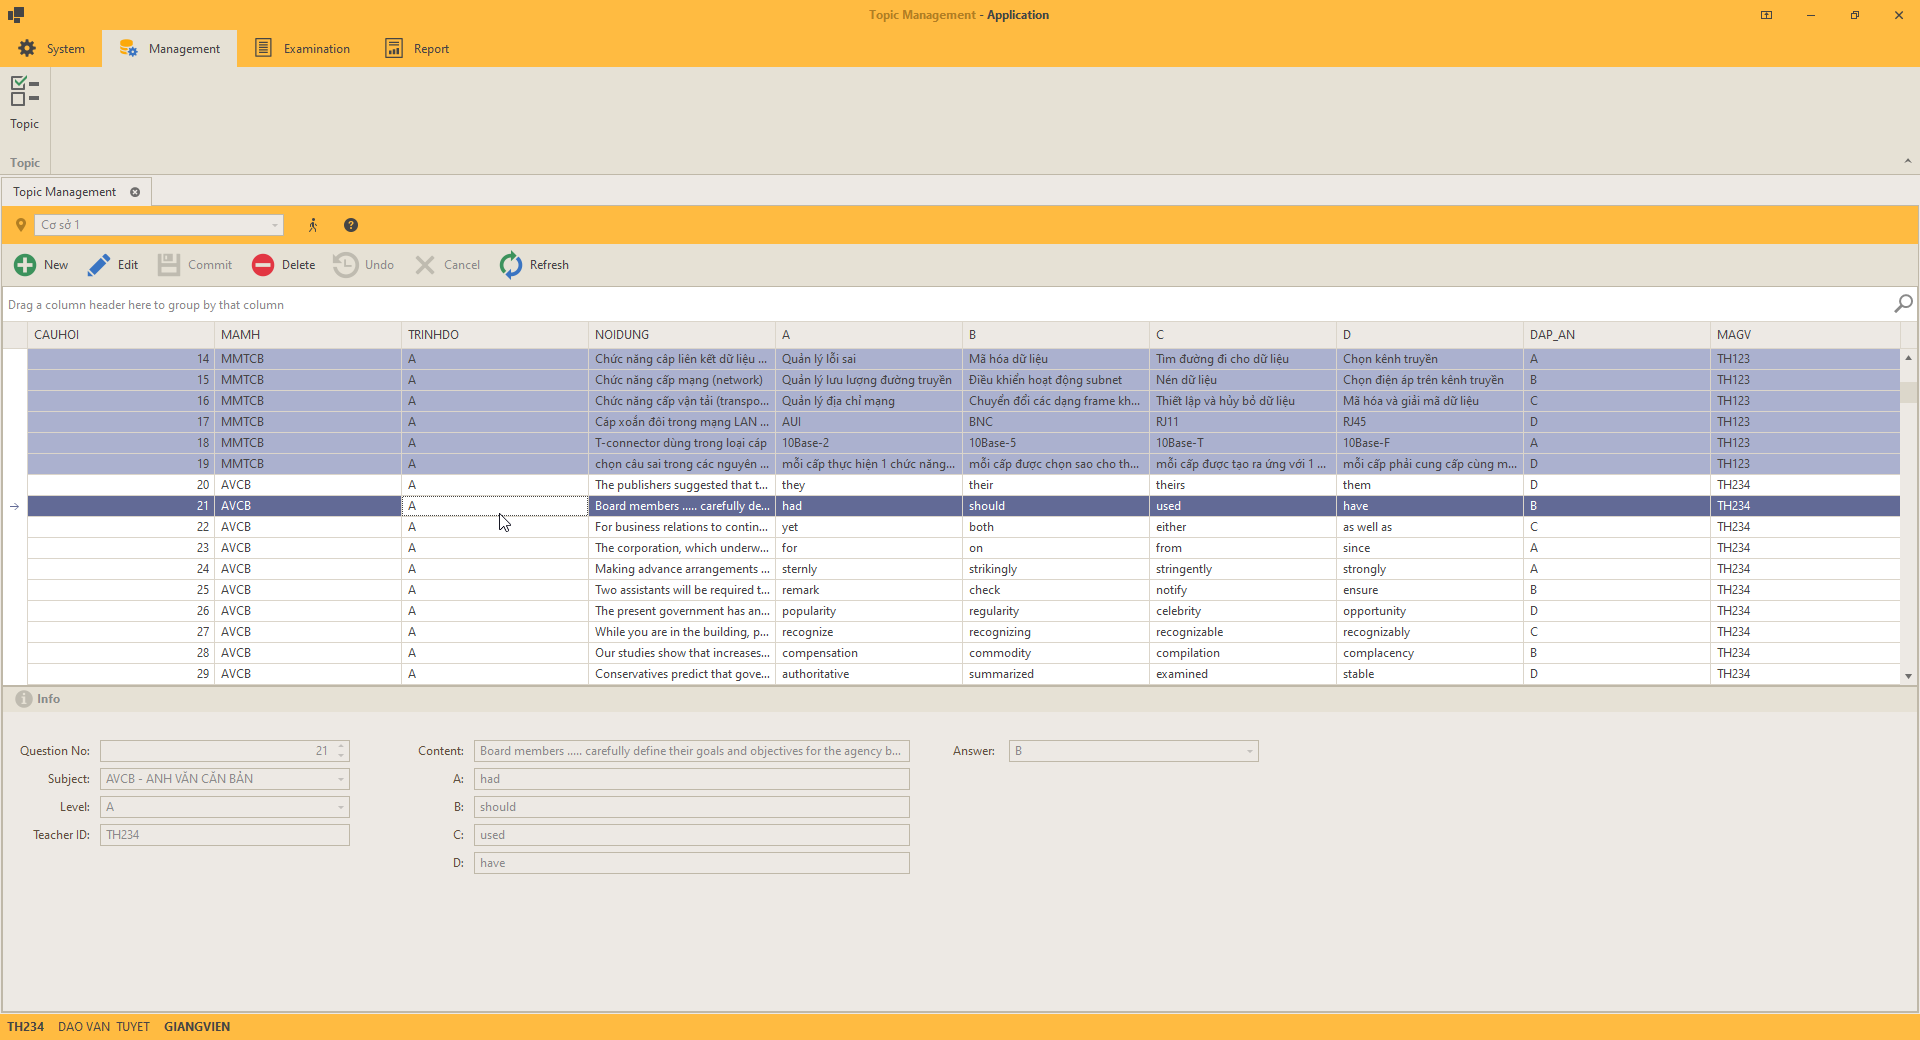 Topic Management - Application
System Management Examination Report
Topic
Topic
Topic Management
Cơ sở 1
New Edit Commit Delete Undo Cancel Refresh
Drag a column header here to group by that column
CAUHOI MAMH TRINHDO NOIDUNG A B C D DAP_AN MAGV
14 MMTCB A Chức năng cấp liên kết dữ liệu ... Quản lý lỗi sai Mã hóa dữ liệu Tìm đường đi cho dữ liệu Chọn kênh truyền A TH123
15 MMTCB A Chức năng cấp mạng (network) Quản lý lưu lượng đường truyền Điều khiển hoạt động subnet Nén dữ liệu Chọn điện áp trên kênh truyền B TH123
16 MMTCB A Chức năng cấp vận tải (transpo... Quản lý địa chỉ mạng Chuyển đổi các dạng frame kh... Thiết lập và hủy bỏ dữ liệu Mã hóa và giải mã dữ liệu C TH123
17 MMTCB A Cáp xoắn đôi trong mạng LAN ... AUI BNC RJ11 RJ45 D TH123
18 MMTCB A T-connector dùng trong loại cáp 10Base-2 10Base-5 10Base-T 10Base-F A TH123
19 MMTCB A chọn câu sai trong các nguyên ... mỗi cấp thực hiện 1 chức năng... mỗi cấp được chọn sao cho th... mỗi cấp được tạo ra ứng với 1 ... mỗi cấp phải cung cấp cùng m... D TH123
20 AVCB A The publishers suggested that t... they their theirs them D TH234
21 AVCB A Board members ..... carefully de... had should used have B TH234
22 AVCB A For business relations to contin... yet both either as well as C TH234
23 AVCB A The corporation, which underw... for on from since A TH234
24 AVCB A Making advance arrangements ... sternly strikingly stringently strongly A TH234
25 AVCB A Two assistants will be required t... remark check notify ensure B TH234
26 AVCB A The present government has an... popularity regularity celebrity opportunity D TH234
27 AVCB A While you are in the building, p... recognize recognizing recognizable recognizably C TH234
28 AVCB A Our studies show that increases... compensation commodity compilation complacency B TH234
29 AVCB A Conservatives predict that gove... authoritative summarized examined stable D TH234
Info
Question No: 21 Content: Board members ..... carefully define their goals and objectives for the agency b... Answer: B
Subject: AVCB - ANH VĂN CĂN BẢN A: had
Level: A B: should
Teacher ID: TH234 C: used
D: have
TH234 DAO VAN TUYET GIANGVIEN